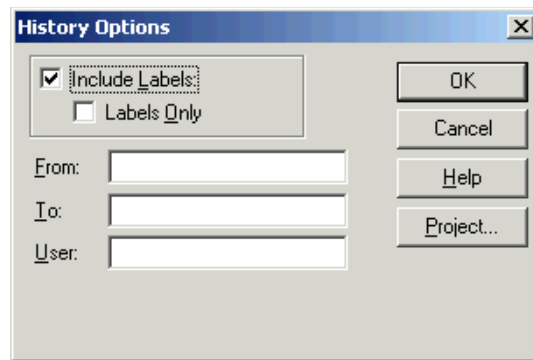 History Options
Include Labels:
Labels Only
From:
To:
User:
OK
Cancel
Help
Project...